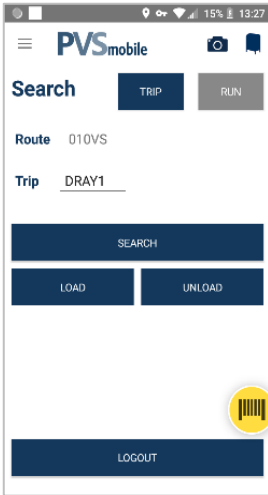 15% 13:27
PVSmobile
Search TRIP RUN
Route 010VS
Trip DRAY1
SEARCH
LOAD UNLOAD
LOGOUT